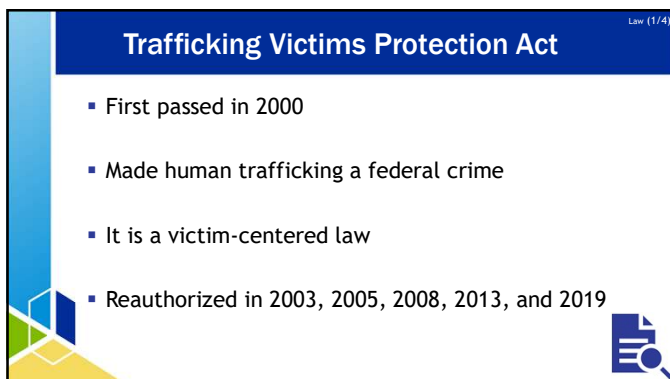 Law (1/4)
Trafficking Victims Protection Act
▪ First passed in 2000
▪ Made human trafficking a federal crime
▪ It is a victim-centered law
▪ Reauthorized in 2003, 2005, 2008, 2013, and 2019